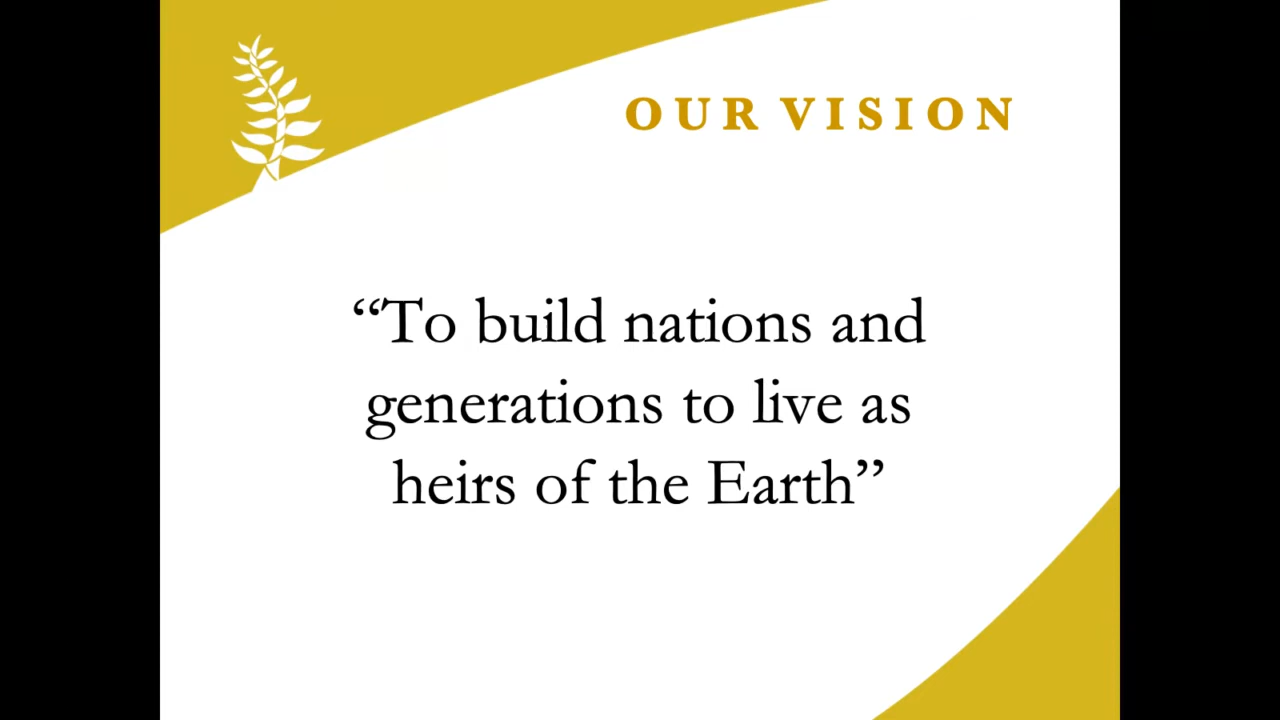 OUR VISION
“To build nations and
generations to live as
heirs of the Earth”